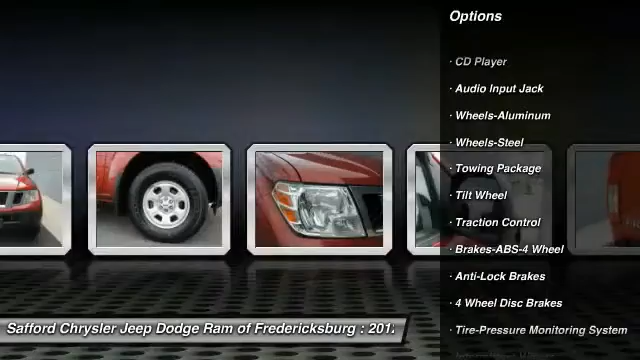 Options
· CD Player
· Audio Input Jack
· Wheels-Aluminum
· Wheels-Steel
· Towing Package
· Tilt Wheel
· Traction Control
· Brakes-ABS-4 Wheel
· Anti-Lock Brakes
· 4 Wheel Disc Brakes
· Tire-Pressure Monitoring System
Safford Chrysler Jeep Dodge Ram of Fredericksburg : 2012